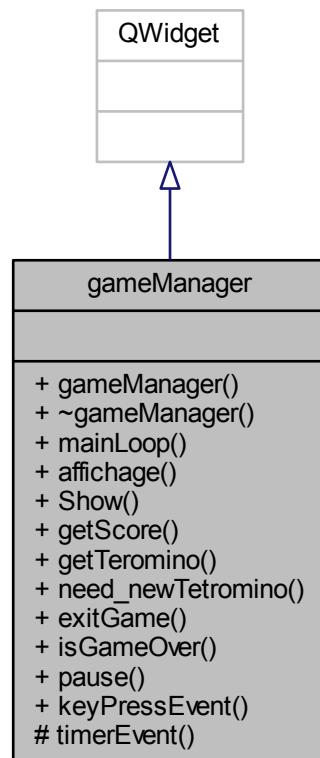 QWidget
gameManager
+ gameManager()
+ ~gameManager()
+ mainLoop()
+ affichage()
+ Show()
+ getScore()
+ getTeromino()
+ need_newTetromino()
+ exitGame()
+ isGameOver()
+ pause()
+ keyPressEvent()
# timerEvent()